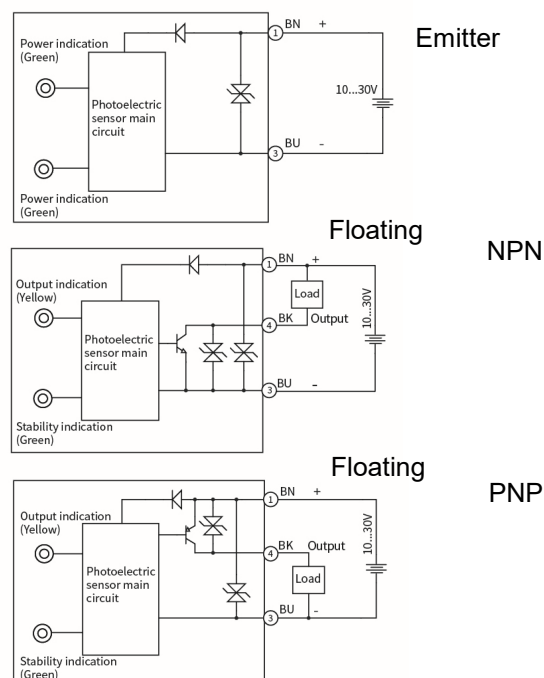 Power indication
(Green)
Photoelectric
sensor main
circuit
Power indication
(Green)
1 BN +
10...30V
3 BU -
Emitter
Floating
NPN
Output indication
(Yellow)
Photoelectric
sensor main
circuit
Stability indication
(Green)
1 BN +
Load
4 BK Output
10...30V
3 BU -
Floating
PNP
Output indication
(Yellow)
Photoelectric
sensor main
circuit
Stability indication
(Green)
1 BN +
4 BK Output
Load
10...30V
3 BU -